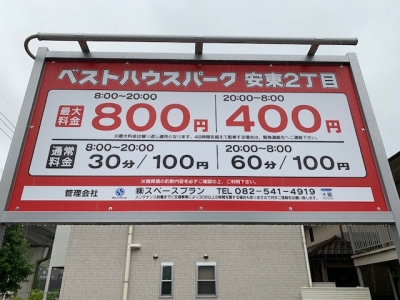 ベストハウスパーク 安東2丁目
最大料金 8:00~20:00 800円 20:00~8:00 400円
通常料金 8:00~20:00 30分/100円 20:00~8:00 60分/100円
管理会社 ㈱スペースプラン TEL 082-541-4919